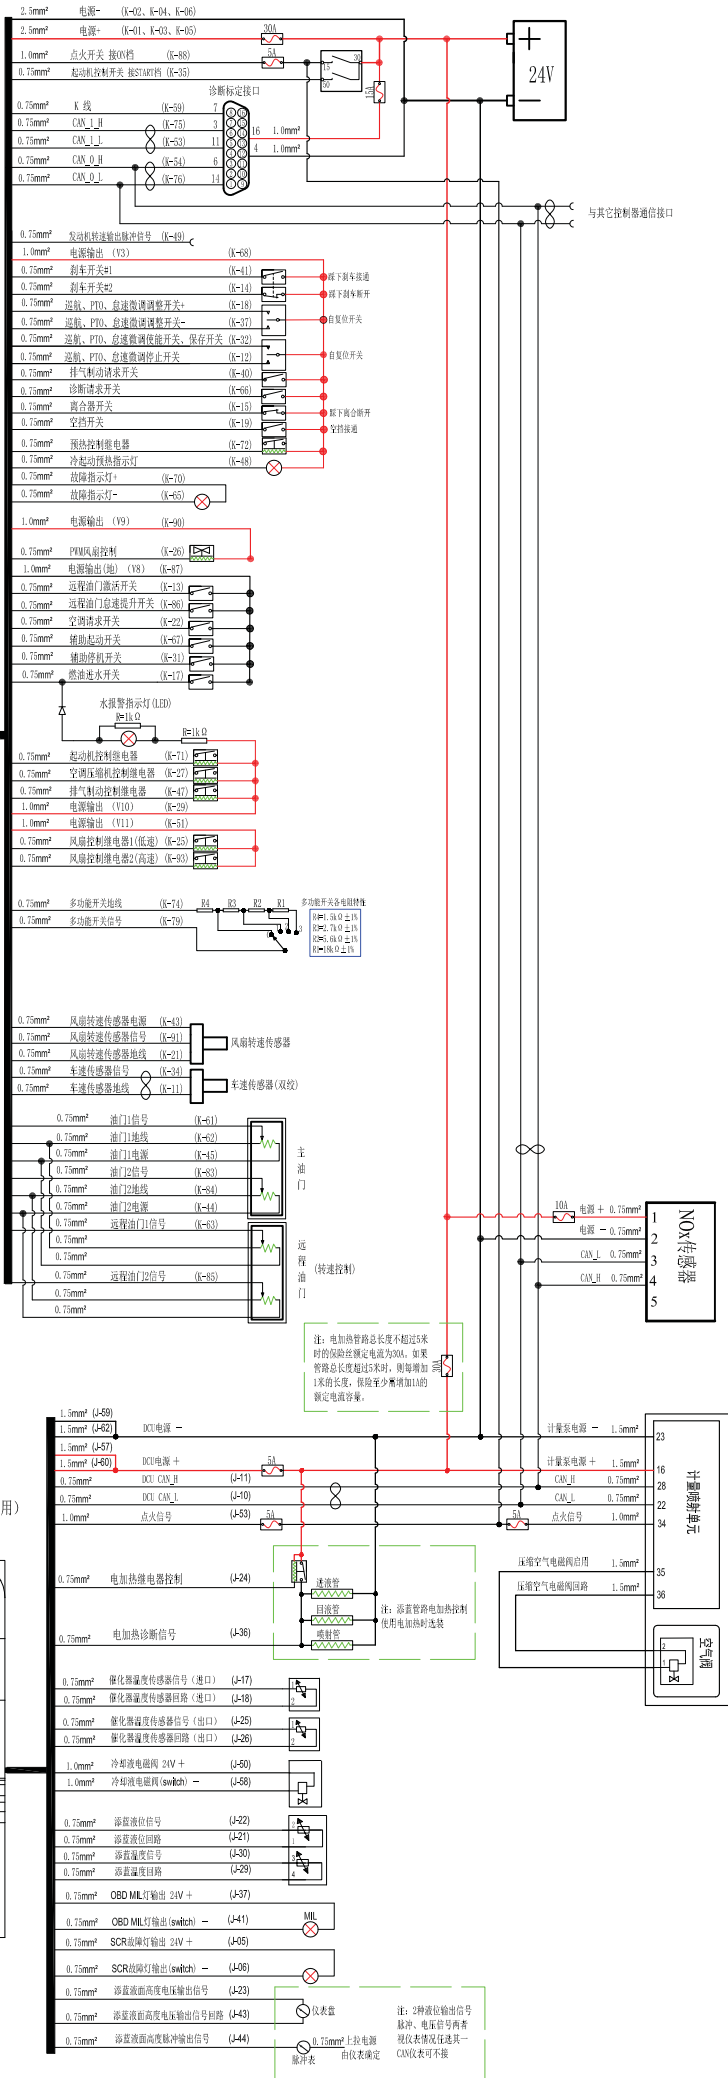 2.5mm² 电源- (K-02、K-04、K-06)
2.5mm² 电源+ (K-01、K-03、K-05) 30A
1.0mm² 点火开关 接ON档 (K-88) 5A
0.75mm² 起动机控制开关 接START档 (K-35)
15 30 50
15A
24V
诊断标定接口
0.75mm² K 线 (K-59) 7
0.75mm² CAN_1_H (K-75) 3
0.75mm² CAN_1_L (K-53) 11
0.75mm² CAN_0_H (K-54) 6
0.75mm² CAN_0_L (K-76) 14
16 1.0mm²
4 1.0mm²
与其它控制器通信接口
0.75mm² 发动机转速输出脉冲信号 (K-49)
1.0mm² 电源输出 (V3) (K-68)
0.75mm² 刹车开关#1 (K-41) 踩下刹车接通
0.75mm² 刹车开关#2 (K-14) 踩下刹车断开
0.75mm² 巡航、PTO、怠速微调调整开关+ (K-18)
自复位开关
0.75mm² 巡航、PTO、怠速微调调整开关- (K-37)
0.75mm² 巡航、PTO、怠速微调使能开关、保存开关 (K-32)
自复位开关
0.75mm² 巡航、PTO、怠速微调停止开关 (K-12)
0.75mm² 排气制动请求开关 (K-40)
0.75mm² 诊断请求开关 (K-66)
0.75mm² 离合器开关 (K-15) 踩下离合断开
0.75mm² 空挡开关 (K-19) 空挡接通
0.75mm² 预热控制继电器 (K-72)
0.75mm² 冷起动预热指示灯 (K-48)
0.75mm² 故障指示灯+ (K-70)
0.75mm² 故障指示灯- (K-65)
1.0mm² 电源输出 (V9) (K-90)
0.75mm² PWM风扇控制 (K-26)
1.0mm² 电源输出(地) (V8) (K-87)
0.75mm² 远程油门激活开关 (K-13)
0.75mm² 远程油门怠速提升开关 (K-86)
0.75mm² 空调请求开关 (K-22)
0.75mm² 辅助起动开关 (K-67)
0.75mm² 辅助停机开关 (K-31)
0.75mm² 燃油进水开关 (K-17)
水报警指示灯(LED)
R=1kΩ
R=1kΩ
0.75mm² 起动机控制继电器 (K-71)
0.75mm² 空调压缩机控制继电器 (K-27)
0.75mm² 排气制动控制继电器 (K-47)
1.0mm² 电源输出 (V10) (K-29)
1.0mm² 电源输出 (V11) (K-51)
0.75mm² 风扇控制继电器1(低速) (K-25)
0.75mm² 风扇控制继电器2(高速) (K-93)
0.75mm² 多功能开关地线 (K-74) R4 R3 R2 R1
0.75mm² 多功能开关信号 (K-79)
多功能开关各电阻特性
R4=1.5kΩ±1%
R3=2.7kΩ±1%
R2=5.6kΩ±1%
R1=18kΩ±1%
0.75mm² 风扇转速传感器电源 (K-43)
0.75mm² 风扇转速传感器信号 (K-91) 风扇转速传感器
0.75mm² 风扇转速传感器地线 (K-21)
0.75mm² 车速传感器信号 (K-34)
车速传感器(双绞)
0.75mm² 车速传感器地线 (K-11)
0.75mm² 油门1信号 (K-61)
0.75mm² 油门1地线 (K-62)
0.75mm² 油门1电源 (K-45)
0.75mm² 油门2信号 (K-83)
0.75mm² 油门2地线 (K-84)
0.75mm² 油门2电源 (K-44)
主油门
0.75mm² 远程油门1信号 (K-63)
0.75mm²
0.75mm²
0.75mm² 远程油门2信号 (K-85)
0.75mm²
0.75mm²
远程油门 (转速控制)
10A 电源 + 0.75mm² 1
电源 - 0.75mm² 2
CAN_L 0.75mm² 3
CAN_H 0.75mm² 4
5
NOx传感器
注：电加热管路总长度不超过5米
时的保险丝额定电流为30A，如果
管路总长度超过5米时，则每增加
1米的长度，保险至少需增加1A的
额定电流容量。
30A
1.5mm² (J-59)
1.5mm² (J-62) DCU电源 -
1.5mm² (J-57)
1.5mm² (J-60) DCU电源 + 5A
0.75mm² DCU CAN_H (J-11)
0.75mm² DCU CAN_L (J-10)
1.0mm² 点火信号 (J-53) 5A
计量泵电源 - 1.5mm² 23
计量泵电源 + 1.5mm² 16
CAN_H 0.75mm² 28
CAN_L 0.75mm² 22
5A 点火信号 1.0mm² 34
压缩空气电磁阀启用 1.5mm² 35
压缩空气电磁阀回路 1.5mm² 36
计量喷射单元
2
1
空气阀
用)
0.75mm² 电加热继电器控制 (J-24)
0.75mm² 电加热诊断信号 (J-36)
进液管
回液管
喷射管
注：添蓝管路电加热控制
使用电加热时选装
0.75mm² 催化器温度传感器信号（进口） (J-17) 1
0.75mm² 催化器温度传感器回路（进口） (J-18) 2
0.75mm² 催化器温度传感器信号（出口） (J-25) 1
0.75mm² 催化器温度传感器回路（出口） (J-26) 2
1.0mm² 冷却液电磁阀 24V + (J-50)
1.0mm² 冷却液电磁阀(switch) - (J-58)
0.75mm² 添蓝液位信号 (J-22) 2
0.75mm² 添蓝液位回路 (J-21) 1
0.75mm² 添蓝温度信号 (J-30) 3
0.75mm² 添蓝温度回路 (J-29) 4
0.75mm² OBD MIL灯输出 24V + (J-37)
0.75mm² OBD MIL灯输出(switch) - (J-41) MIL
0.75mm² SCR故障灯输出 24V + (J-05)
0.75mm² SCR故障灯输出(switch) - (J-06)
0.75mm² 添蓝液面高度电压输出信号 (J-23)
0.75mm² 添蓝液面高度电压输出信号回路 (J-43)
0.75mm² 添蓝液面高度脉冲输出信号 (J-44)
仪表盘
脉冲表
0.75mm² 上拉电源
由仪表确定
注：2种液位输出信号
脉冲、电压信号两者
视仪表情况任选其一
CAN仪表可不接